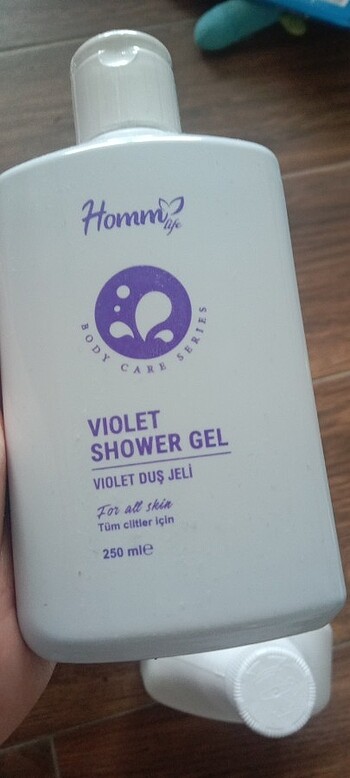 Homm
life
BODY CARE SERIES
VIOLET
SHOWER GEL
VIOLET DUŞ JELİ
For all skin
Tüm ciltler için
250 ml℮